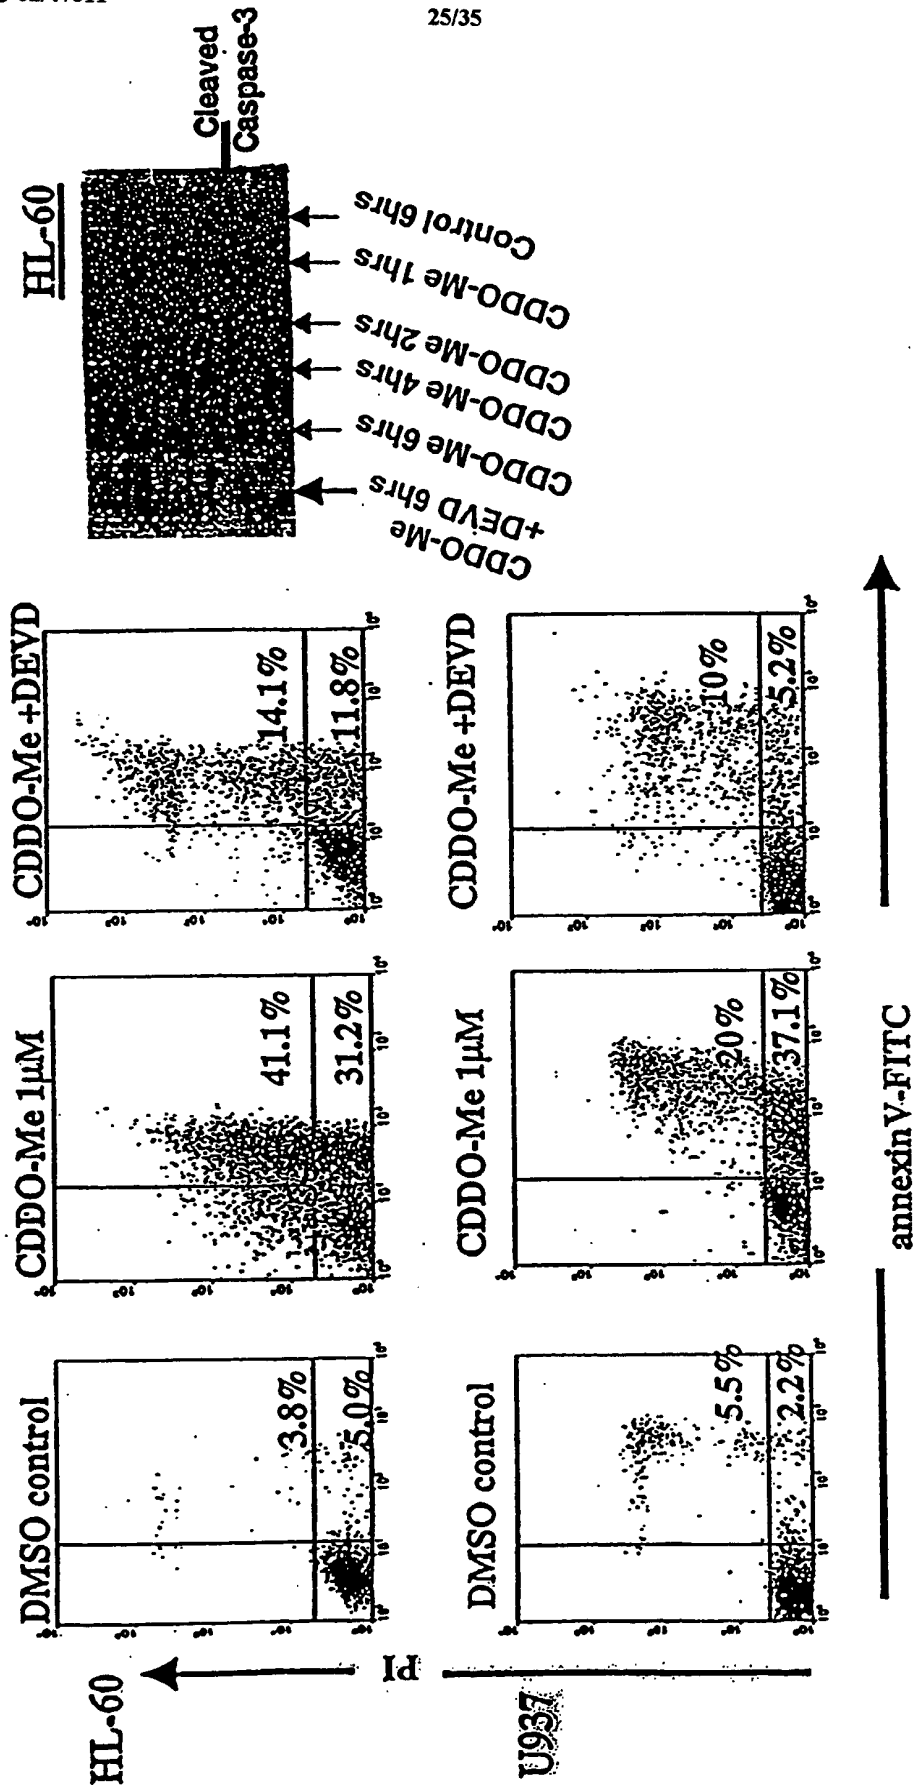 25/35
HL-60
Cleaved
Caspase-3
Control 6hrs
CDDO-Me 1hrs
CDDO-Me 2hrs
CDDO-Me 4hrs
CDDO-Me 6hrs
CDDO-Me
+DEVD 6hrs
HL-60
DMSO control
3.8%
5.0%
CDDO-Me 1µM
41.1%
31.2%
CDDO-Me +DEVD
14.1%
11.8%
PI
U937
DMSO control
5.5%
2.2%
CDDO-Me 1µM
20%
37.1%
CDDO-Me +DEVD
10%
5.2%
annexin V-FITC